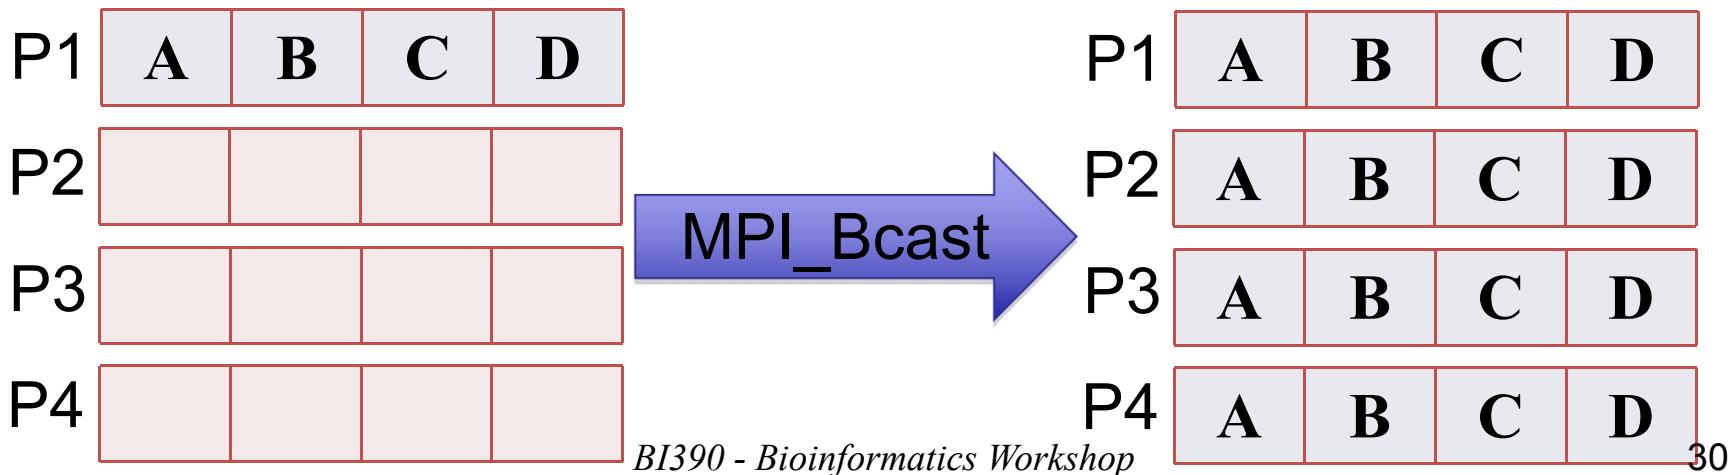 P1 A B C D P1 A B C D
P2 P2 A B C D
MPI_Bcast
P3 P3 A B C D
P4 P4 A B C D
BI390 - Bioinformatics Workshop 30